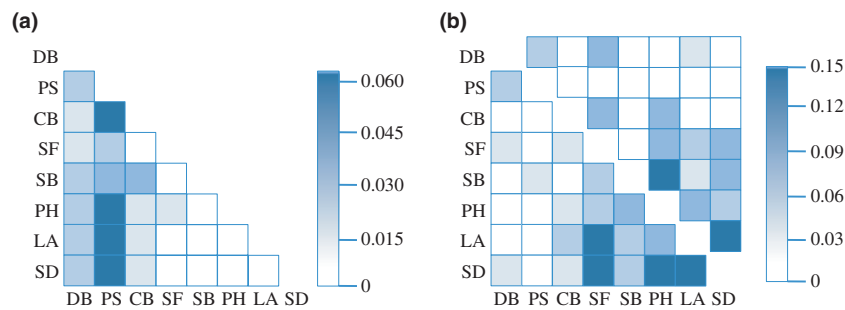 (a)
DB
PS
CB
SF
SB
PH
LA
SD
DB PS CB SF SB PH LA SD
0.060
0.045
0.030
0.015
0
(b)
DB
PS
CB
SF
SB
PH
LA
SD
DB PS CB SF SB PH LA SD
0.15
0.12
0.09
0.06
0.03
0